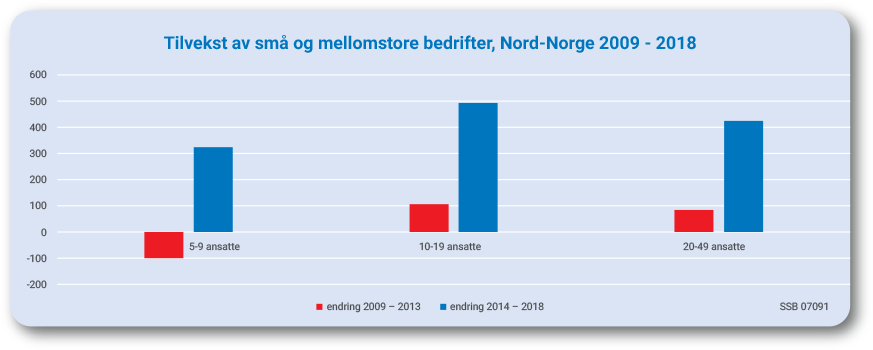 Tilvekst av små og mellomstore bedrifter, Nord-Norge 2009 - 2018
600
500
400
300
200
100
0
-100
-200
5-9 ansatte
10-19 ansatte
20-49 ansatte
endring 2009 – 2013
endring 2014 – 2018
SSB 07091